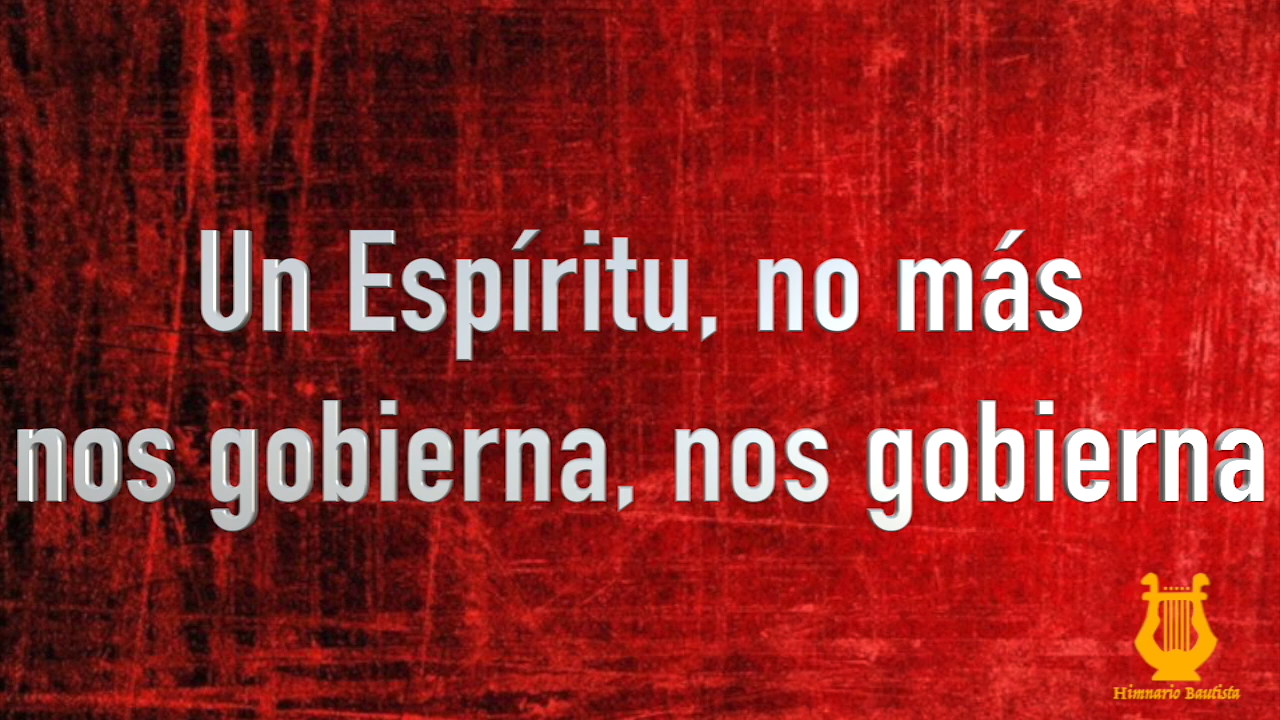 Un Espíritu, no más
nos gobierna, nos gobierna
Himnario Bautista